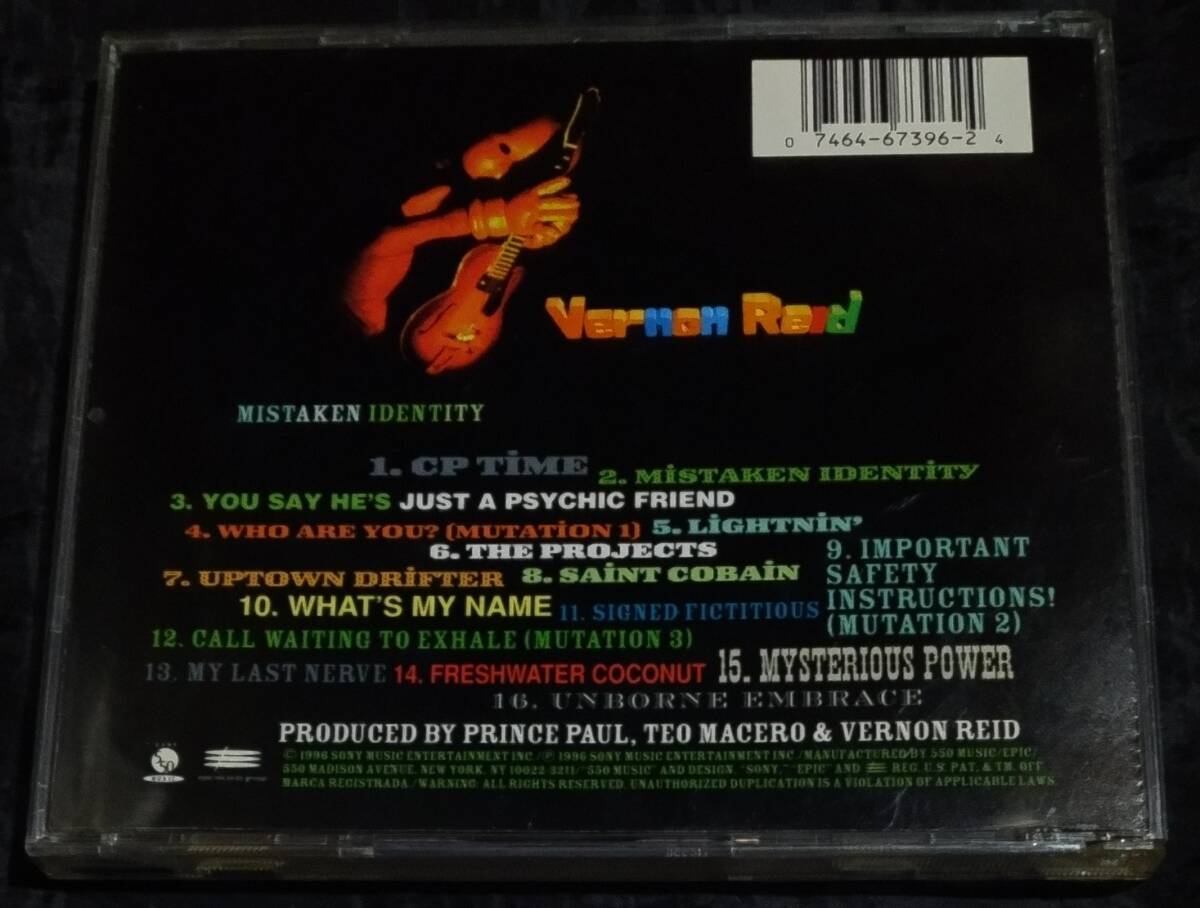 0 7464-67396-2 4
Vernon Reid
MISTAKEN IDENTITY
1. CP TiME
2. MiSTAKEN IDENTiTY
3. YOU SAY HE'S JUST A PSYCHIC FRIEND
4. WHO ARE YOU? (MUTATiON 1)
5. LiGHTNiN'
6. THE PROJECTS
7. UPTOWN DRiFTER
8. SAiNT COBAiN
9. IMPORTANT
SAFETY
INSTRUCTIONS!
(MUTATION 2)
10. WHAT'S MY NAME
11. SIGNED FICTITIOUS
12. CALL WAITING TO EXHALE (MUTATION 3)
13. MY LAST NERVE
14. FRESHWATER COCONUT
15. MYSTERIOUS POWER
16. UNBORNE EMBRACE
PRODUCED BY PRINCE PAUL, TEO MACERO & VERNON REID
© 1996 SONY MUSIC ENTERTAINMENT INC./℗ 1996 SONY MUSIC ENTERTAINMENT INC./MANUFACTURED BY 550 MUSIC/EPIC/
550 MADISON AVENUE, NEW YORK, NY 10022-3211/"550 MUSIC" AND DESIGN, "SONY," "EPIC" AND REG. U.S. PAT. & TM. OFF.
MARCA REGISTRADA./WARNING: ALL RIGHTS RESERVED. UNAUTHORIZED DUPLICATION IS A VIOLATION OF APPLICABLE LAWS.
550
MUSIC